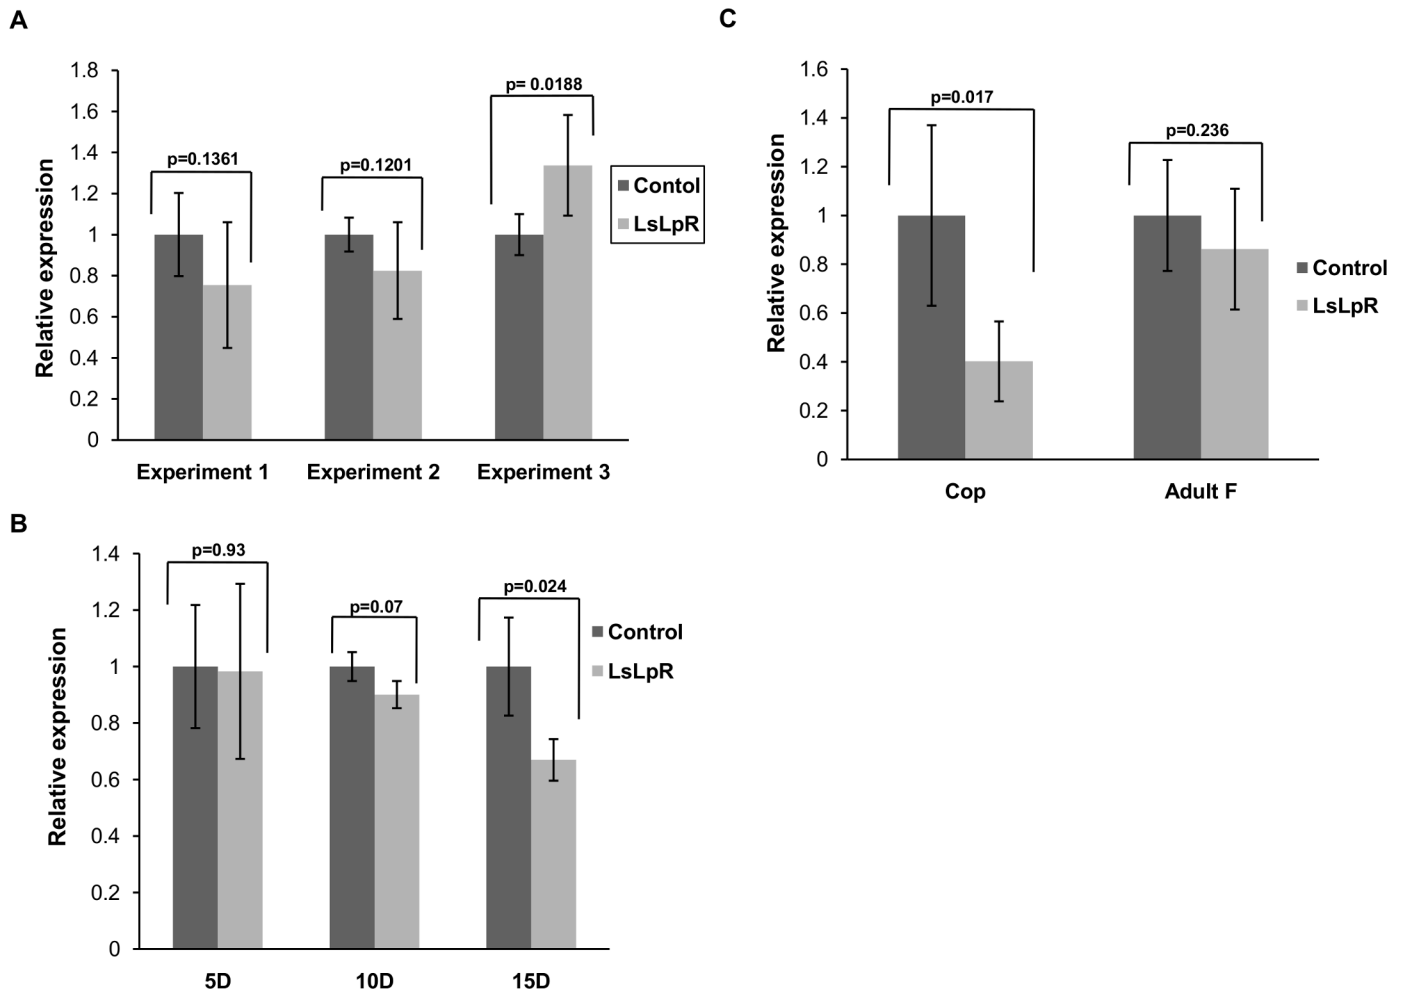 A
Relative expression
1.8
1.6
1.4
1.2
1
0.8
0.6
0.4
0.2
0
p=0.1361
p=0.1201
p= 0.0188
Contol
LsLpR
Experiment 1 Experiment 2 Experiment 3
B
Relative expression
1.4
1.2
1
0.8
0.6
0.4
0.2
0
p=0.93
p=0.07
p=0.024
Control
LsLpR
5D 10D 15D
C
Relative expression
1.6
1.4
1.2
1
0.8
0.6
0.4
0.2
0
p=0.017
p=0.236
Control
LsLpR
Cop Adult F